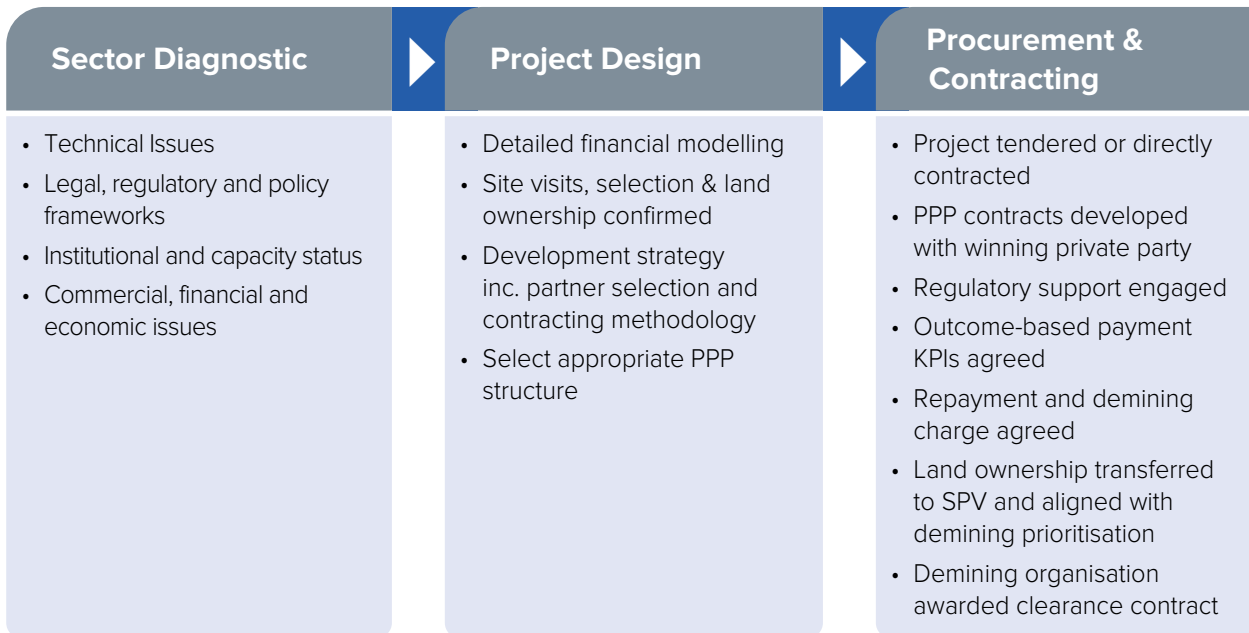 Sector Diagnostic
• Technical Issues
• Legal, regulatory and policy
frameworks
• Institutional and capacity status
• Commercial, financial and
economic issues
Project Design
• Detailed financial modelling
• Site visits, selection & land
ownership confirmed
• Development strategy
inc. partner selection and
contracting methodology
• Select appropriate PPP
structure
Procurement &
Contracting
• Project tendered or directly
contracted
• PPP contracts developed
with winning private party
• Regulatory support engaged
• Outcome-based payment
KPIs agreed
• Repayment and demining
charge agreed
• Land ownership transferred
to SPV and aligned with
demining prioritisation
• Demining organisation
awarded clearance contract